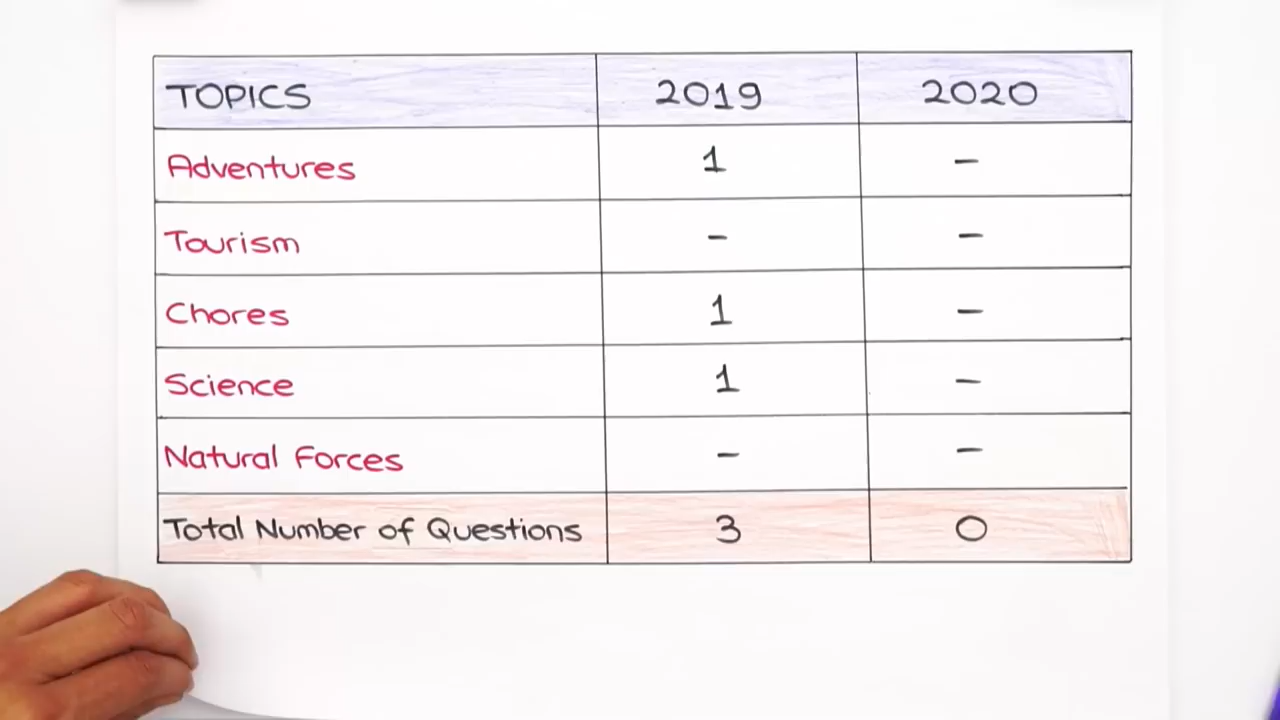 TOPICS 2019 2020
Adventures 1 -
Tourism - -
Chores 1 -
Science 1 -
Natural Forces - -
Total Number of Questions 3 0